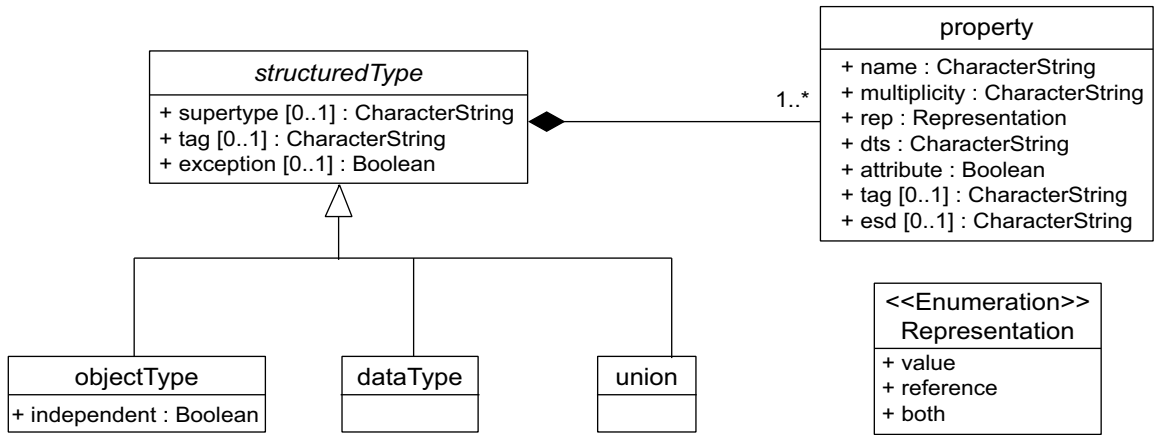 structuredType
+ supertype [0..1] : CharacterString
+ tag [0..1] : CharacterString
+ exception [0..1] : Boolean
1..*
property
+ name : CharacterString
+ multiplicity : CharacterString
+ rep : Representation
+ dts : CharacterString
+ attribute : Boolean
+ tag [0..1] : CharacterString
+ esd [0..1] : CharacterString
objectType
+ independent : Boolean
dataType
union
<<Enumeration>>
Representation
+ value
+ reference
+ both